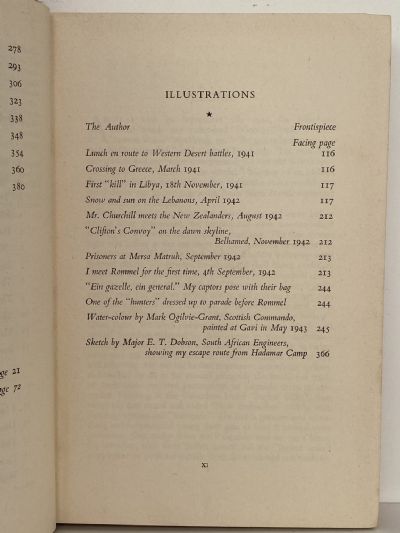 278
293
306
323
338
348
354
360
380
ge 21
ge 72
ILLUSTRATIONS
★
The Author Frontispiece
Facing page
Lunch en route to Western Desert battles, 1941 116
Crossing to Greece, March 1941 116
First "kill" in Libya, 18th November, 1941 117
Snow and sun on the Lebanons, April 1942 117
Mr. Churchill meets the New Zealanders, August 1942 212
"Clifton's Convoy" on the dawn skyline,
Belhamed, November 1942 212
Prisoners at Mersa Matruh, September 1942 213
I meet Rommel for the first time, 4th September, 1942 213
"Ein gazelle, ein general." My captors pose with their bag 244
One of the "hunters" dressed up to parade before Rommel 244
Water-colour by Mark Ogilvie-Grant, Scottish Commando,
painted at Gavi in May 1943 245
Sketch by Major E. T. Dobson, South African Engineers,
showing my escape route from Hadamar Camp 366
xi